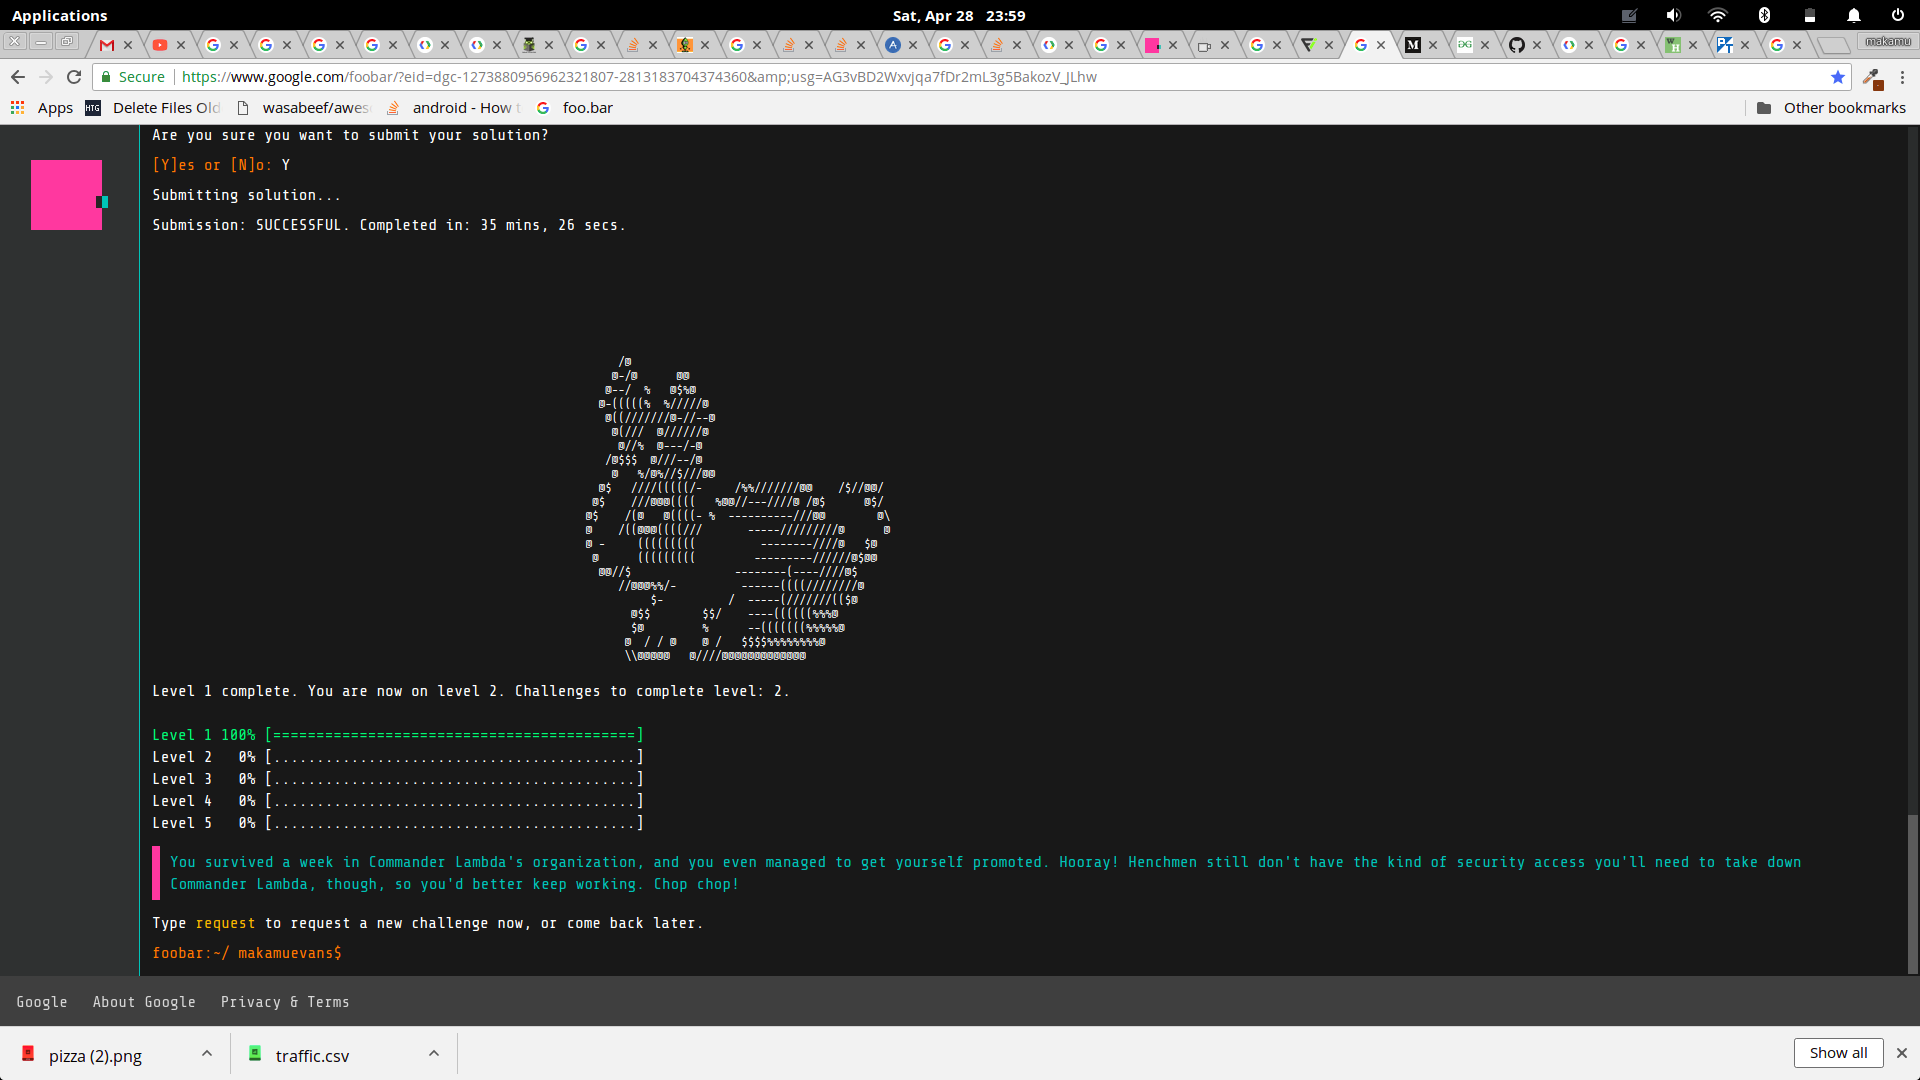 Applications
Sat, Apr 28 23:59
makamu
Secure
https://www.google.com/foobar/?eid=dgc-1273880956962321807-2813183704374360&amp;usg=AG3vBD2Wxvjqa7fDr2mL3g5BakozV_JLhw
Apps
HTG
Delete Files Old
wasabeef/awes
android - How t
foo.bar
Other bookmarks
Are you sure you want to submit your solution?
[Y]es or [N]o: Y
Submitting solution...
Submission: SUCCESSFUL. Completed in: 35 mins, 26 secs.
Level 1 complete. You are now on level 2. Challenges to complete level: 2.
Level 1 100% [==========================================]
Level 2 0% [..........................................]
Level 3 0% [..........................................]
Level 4 0% [..........................................]
Level 5 0% [..........................................]
You survived a week in Commander Lambda's organization, and you even managed to get yourself promoted. Hooray! Henchmen still don't have the kind of security access you'll need to take down
Commander Lambda, though, so you'd better keep working. Chop chop!
Type request to request a new challenge now, or come back later.
foobar:~/ makamuevans$
Google About Google Privacy & Terms
pizza (2).png
traffic.csv
Show all